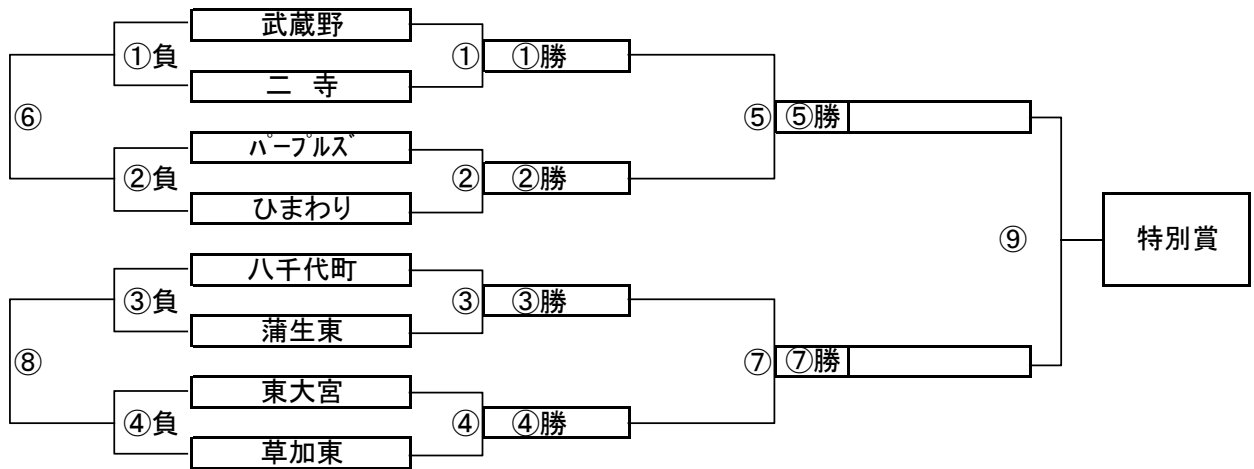 武蔵野
①負
①
①勝
二 寺
⑥
⑤
⑤勝
パープルズ
②負
②
②勝
ひまわり
⑨
特別賞
八千代町
③負
③
③勝
蒲生東
⑧
⑦
⑦勝
東大宮
④負
④
④勝
草加東